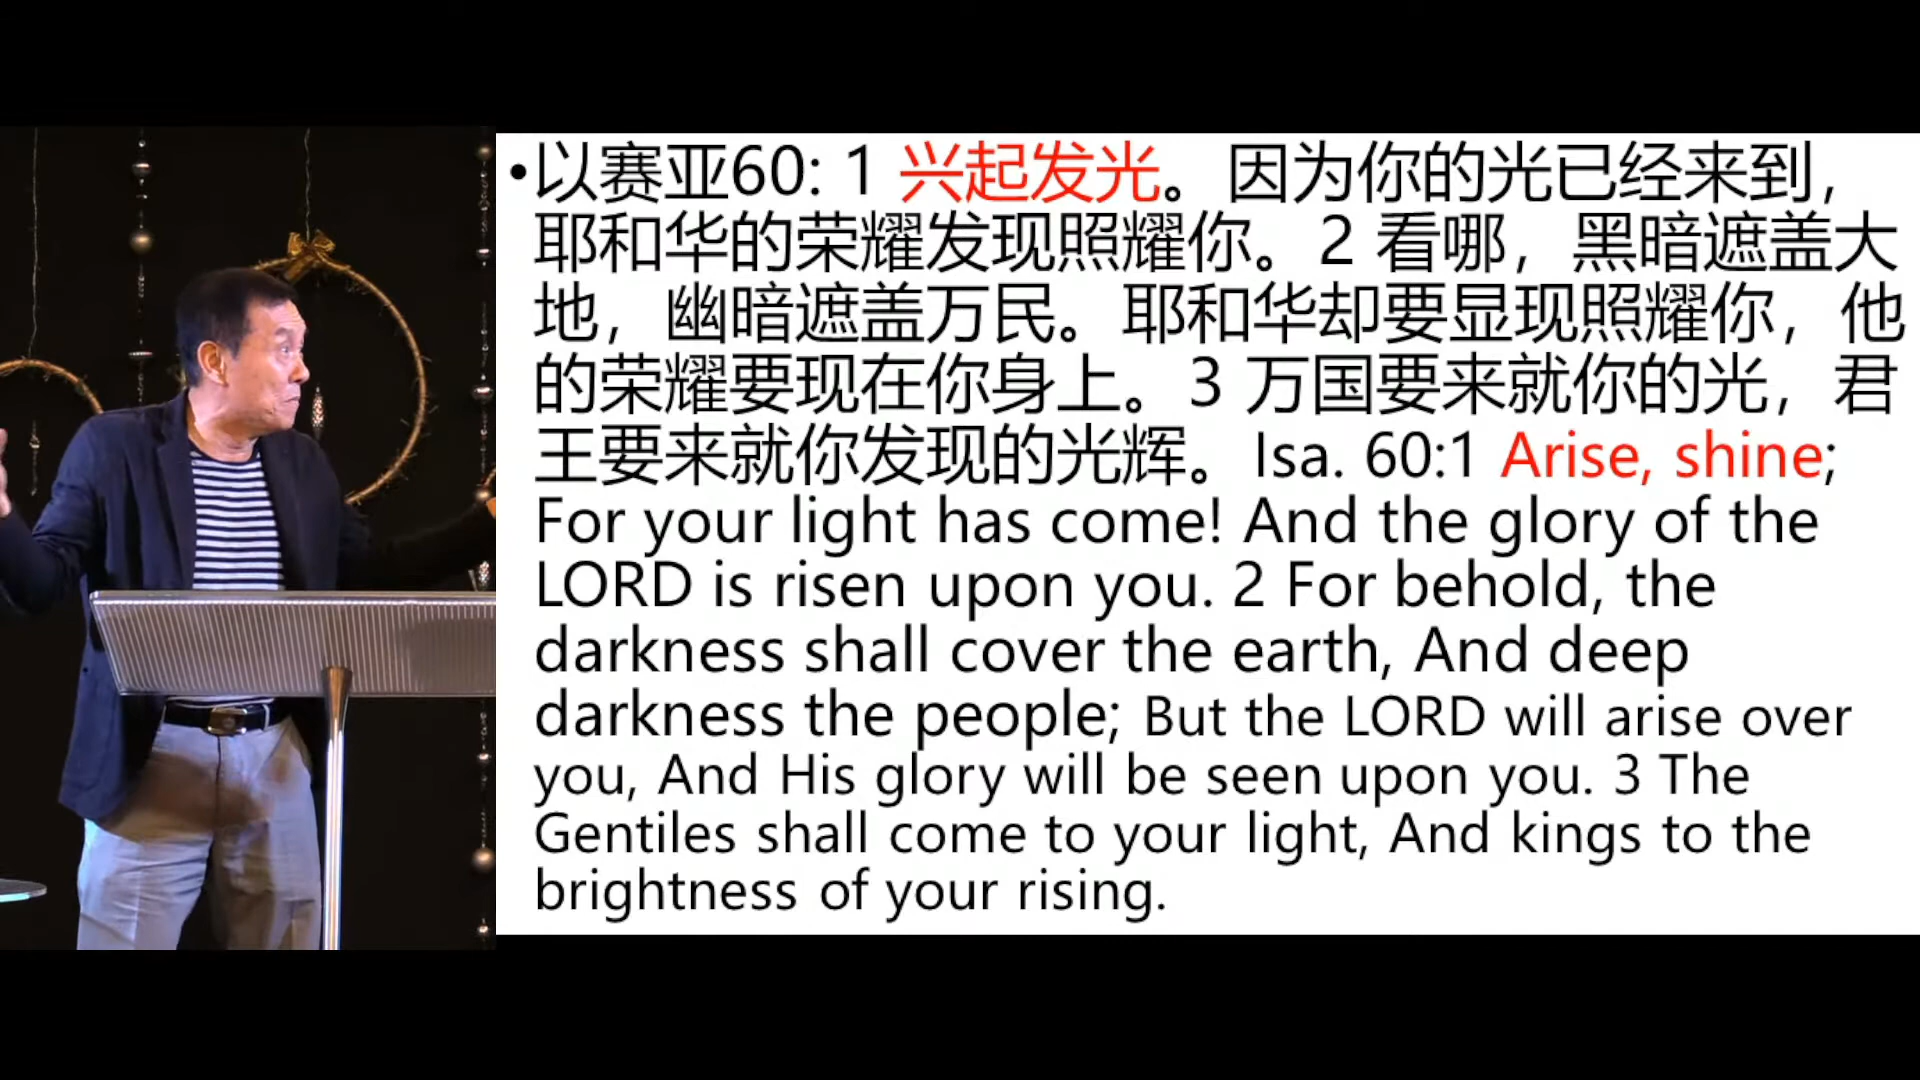 •以赛亚60: 1 兴起发光。因为你的光已经来到，
耶和华的荣耀发现照耀你。2 看哪，黑暗遮盖大
地，幽暗遮盖万民。耶和华却要显现照耀你，他
的荣耀要现在你身上。3 万国要来就你的光，君
王要来就你发现的光辉。Isa. 60:1 Arise, shine;
For your light has come! And the glory of the
LORD is risen upon you. 2 For behold, the
darkness shall cover the earth, And deep
darkness the people; But the LORD will arise over
you, And His glory will be seen upon you. 3 The
Gentiles shall come to your light, And kings to the
brightness of your rising.